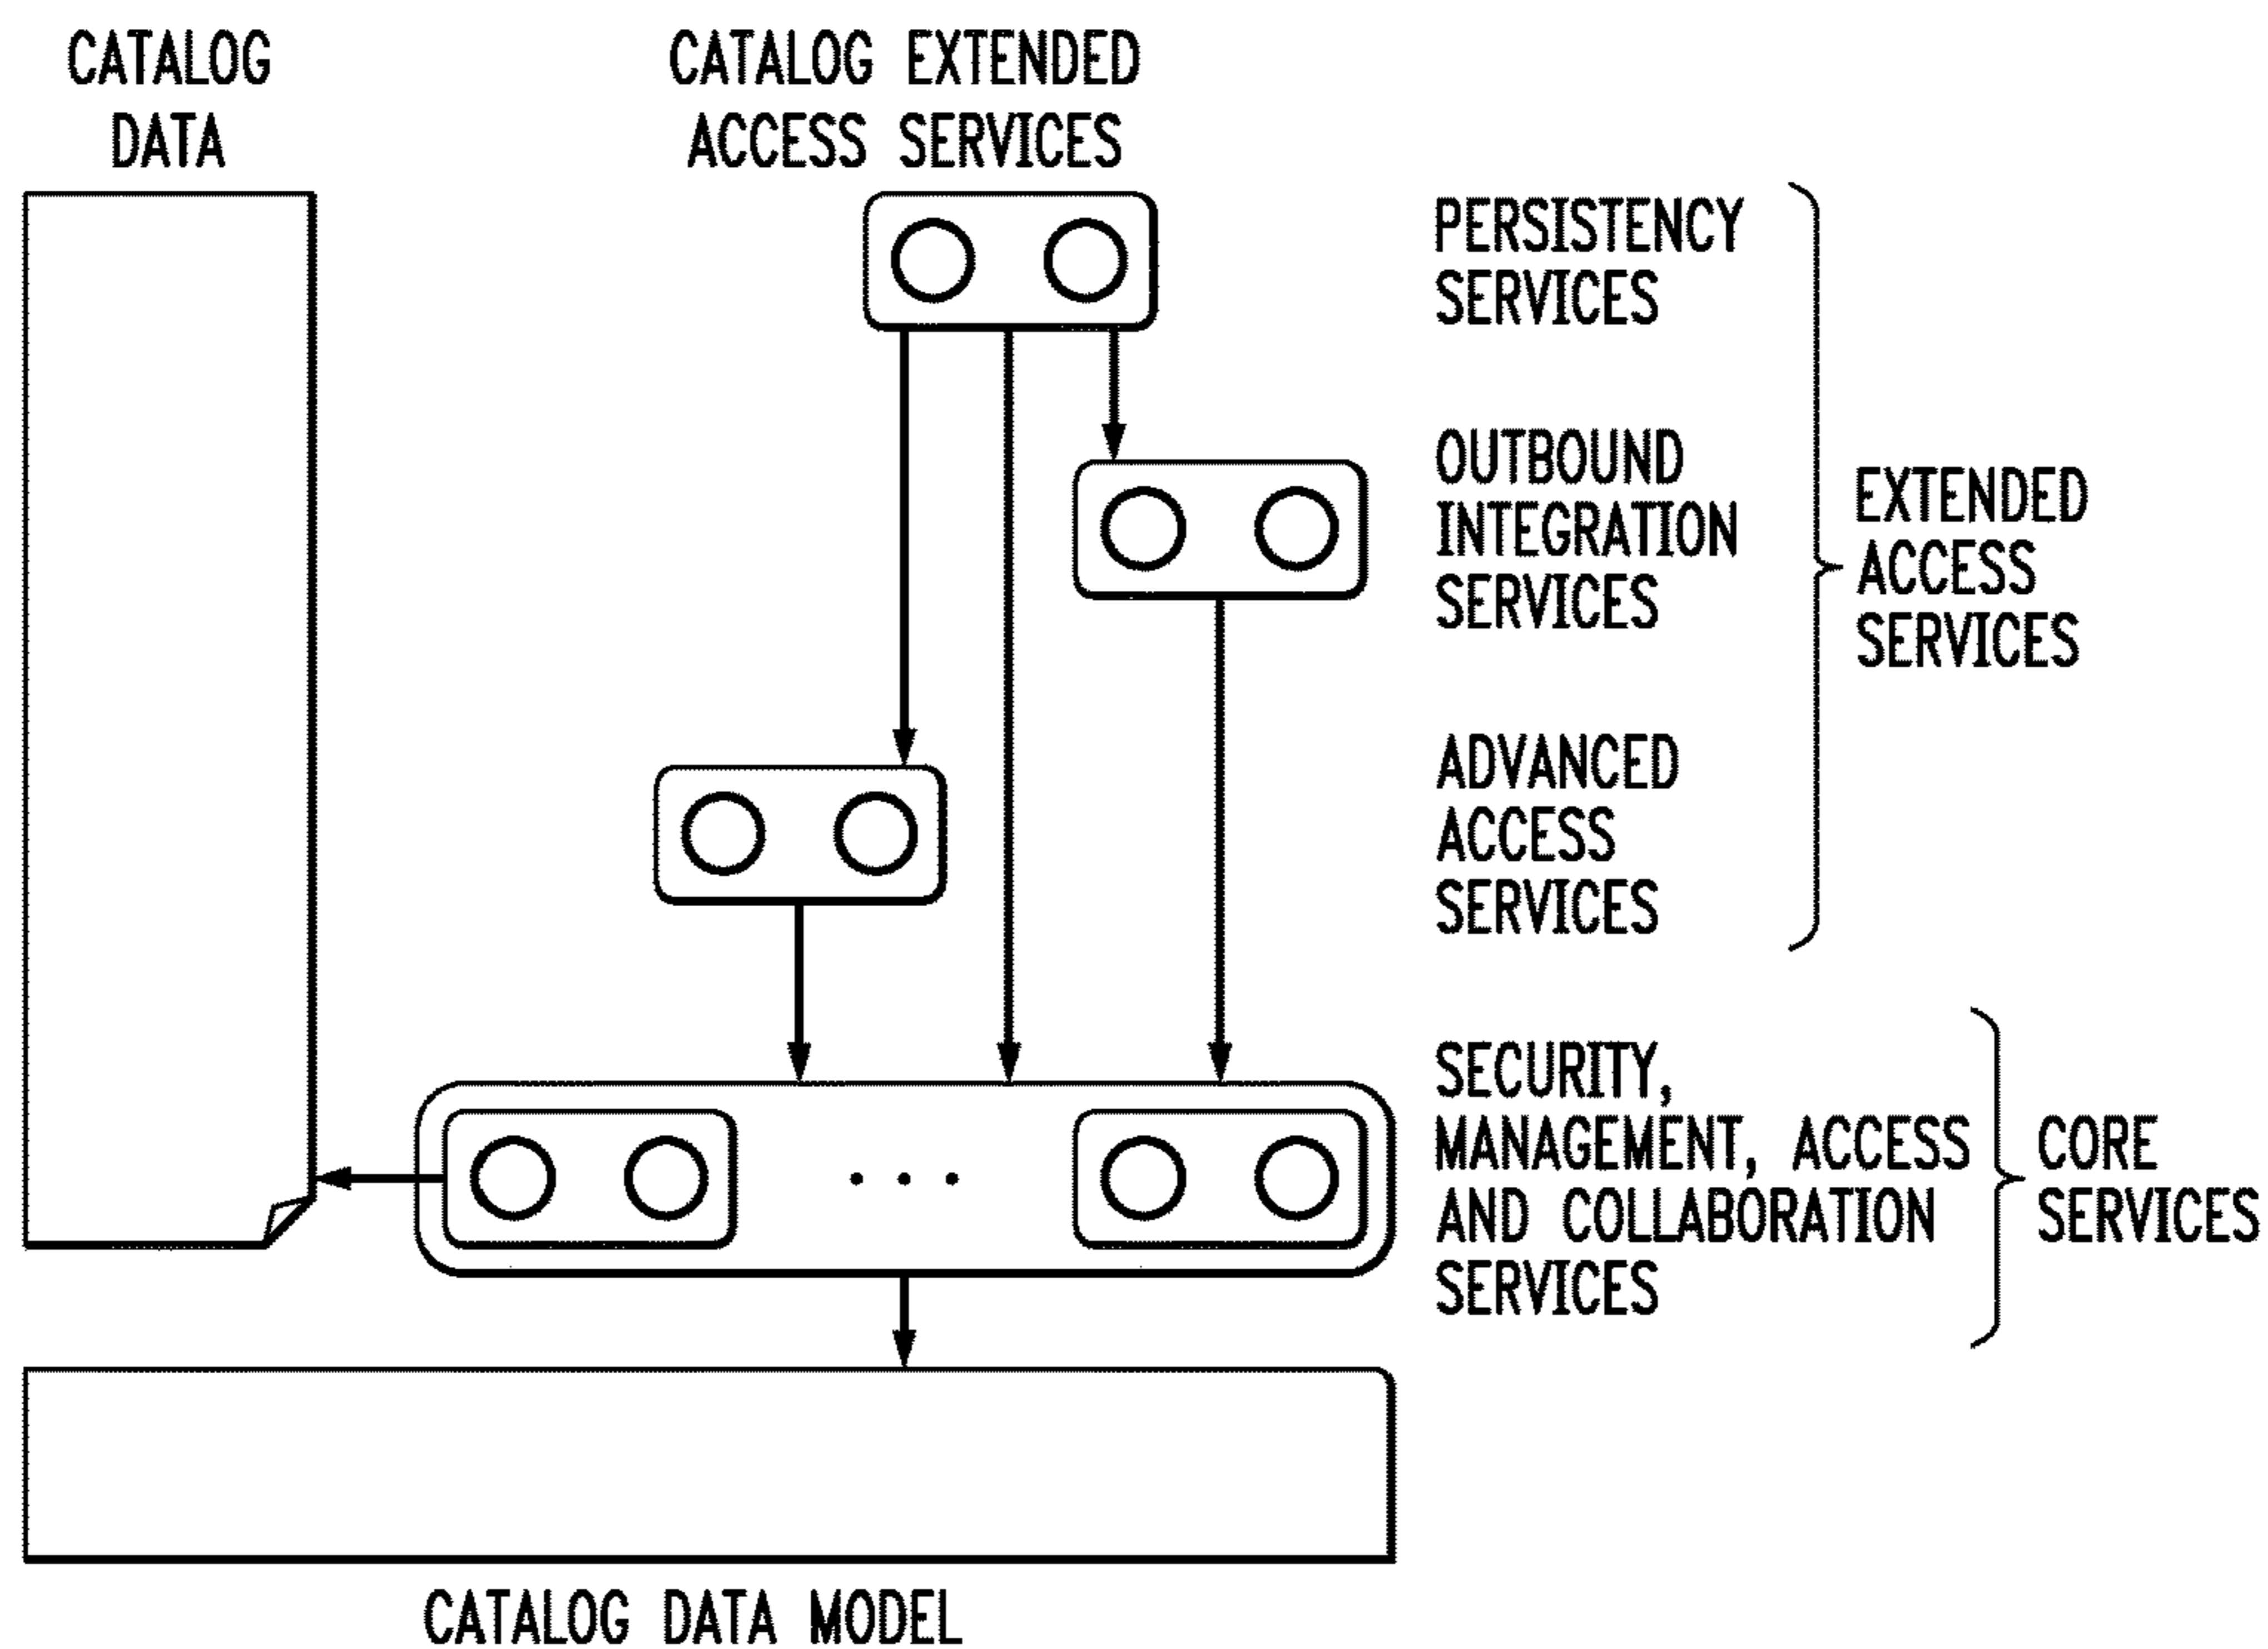 CATALOG
DATA
CATALOG EXTENDED
ACCESS SERVICES
PERSISTENCY
SERVICES
OUTBOUND
INTEGRATION
SERVICES
EXTENDED
ACCESS
SERVICES
ADVANCED
ACCESS
SERVICES
SECURITY,
MANAGEMENT, ACCESS
AND COLLABORATION
SERVICES
CORE
SERVICES
CATALOG DATA MODEL